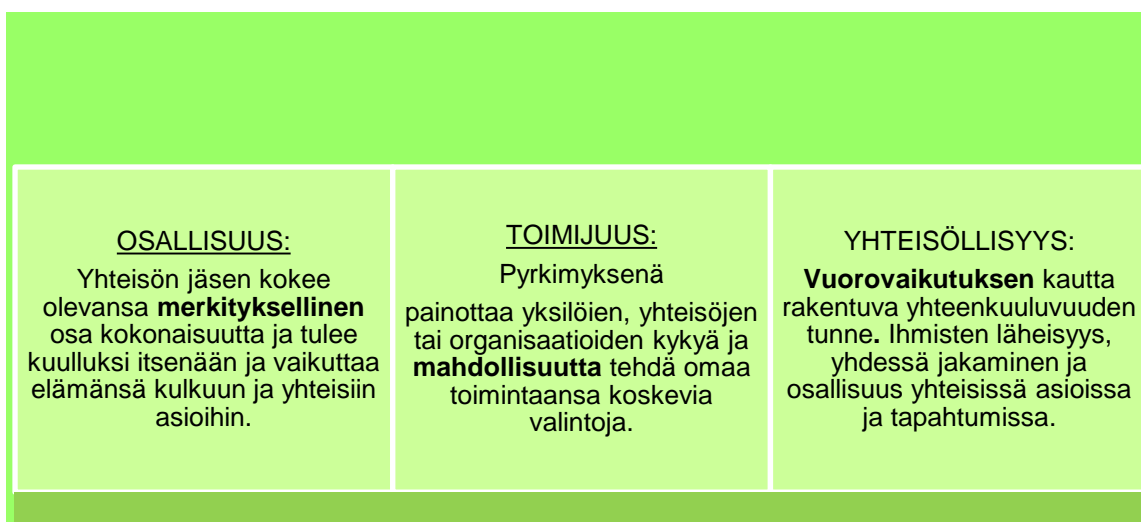 OSALLISUUS:
Yhteisön jäsen kokee
olevansa merkityksellinen
osa kokonaisuutta ja tulee
kuulluksi itsenään ja vaikuttaa
elämänsä kulkuun ja yhteisiin
asioihin.
TOIMIJUUS:
Pyrkimyksenä
painottaa yksilöien, yhteisöjen
tai organisaatioiden kykyä ja
mahdollisuutta tehdä omaa
toimintaansa koskevia
valintoja.
YHTEISÖLLISYYS:
Vuorovaikutuksen kautta
rakentuva yhteenkuuluvuuden
tunne. Ihmisten läheisyys,
yhdessä jakaminen ja
osallisuus yhteisissä asioissa
ja tapahtumissa.